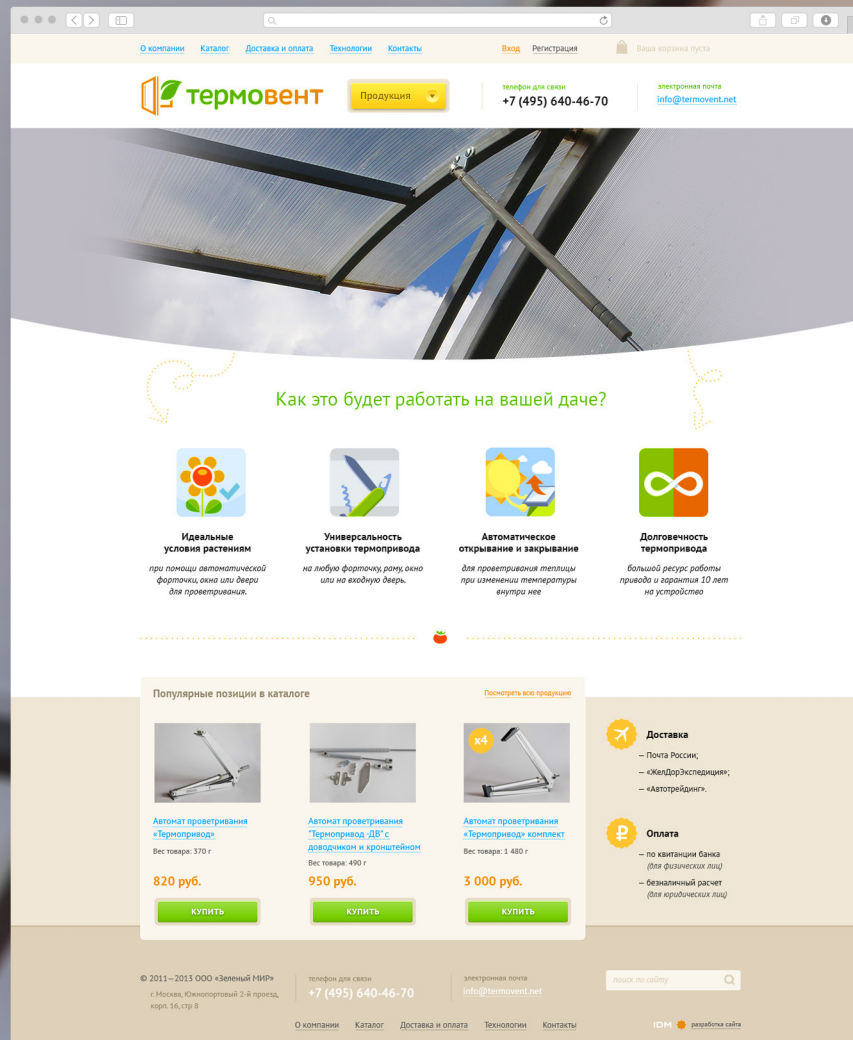 О компании Каталог Доставка и оплата Технологии Контакты Вход Регистрация Ваша корзина пуста
термовент
Продукция
телефон для связи
+7 (495) 640-46-70
электронная почта
info@termovent.net
Как это будет работать на вашей даче?
Идеальные
условия растениям
при помощи автоматической
форточки, окна или двери
для проветривания.
Универсальность
установки термопривода
на любую форточку, раму, окно
или на входную дверь.
Автоматическое
открывание и закрывание
для проветривания теплицы
при изменении температуры
внутри нее
Долговечность
термопривода
большой ресурс работы
привода и гарантия 10 лет
на устройство
Популярные позиции в каталоге
Посмотреть всю продукцию
Автомат проветривания
«Термопривод»
Вес товара: 370 г
820 руб.
КУПИТЬ
Автомат проветривания
"Термопривод -ДВ" с
доводчиком и кронштейном
Вес товара: 490 г
950 руб.
КУПИТЬ
x4
Автомат проветривания
«Термопривод» комплект
Вес товара: 1 480 г
3 000 руб.
КУПИТЬ
Доставка
— Почта России;
— «ЖелДорЭкспедиция»;
— «Автотрейдинг».
Оплата
— по квитанции банка
(для физических лиц)
— безналичный расчет
(для юридических лиц)
© 2011—2013 ООО «Зеленый МИР»
г. Москва, Южнопортовый 2-й проезд,
корп. 16, стр 8
телефон для связи
+7 (495) 640-46-70
электронная почта
info@termovent.net
поиск по сайту
О компании Каталог Доставка и оплата Технологии Контакты
IDM разработка сайта